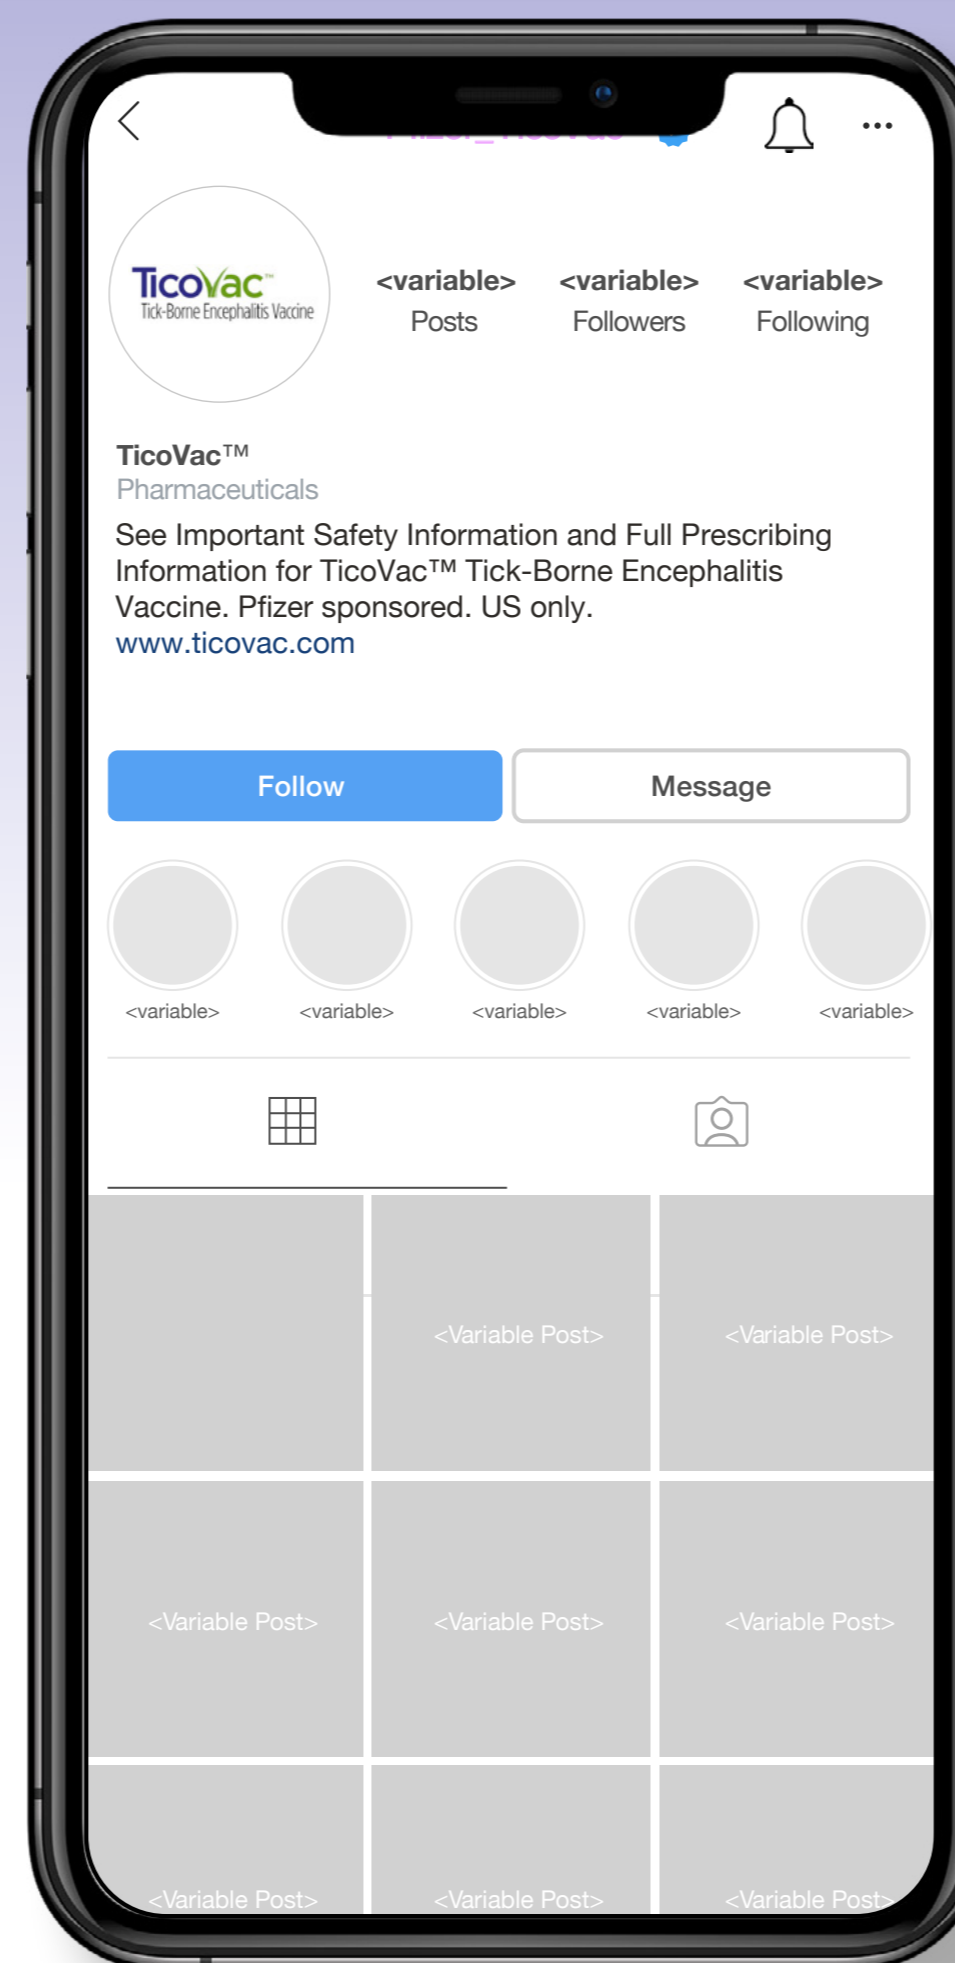 TicoVac™
Tick-Borne Encephalitis Vaccine
<variable> <variable> <variable>
Posts Followers Following
TicoVac™
Pharmaceuticals
See Important Safety Information and Full Prescribing
Information for TicoVac™ Tick-Borne Encephalitis
Vaccine. Pfizer sponsored. US only.
www.ticovac.com
Follow Message
<variable> <variable> <variable> <variable> <variable>
<Variable Post> <Variable Post>
<Variable Post> <Variable Post> <Variable Post>
<Variable Post> <Variable Post> <Variable Post>